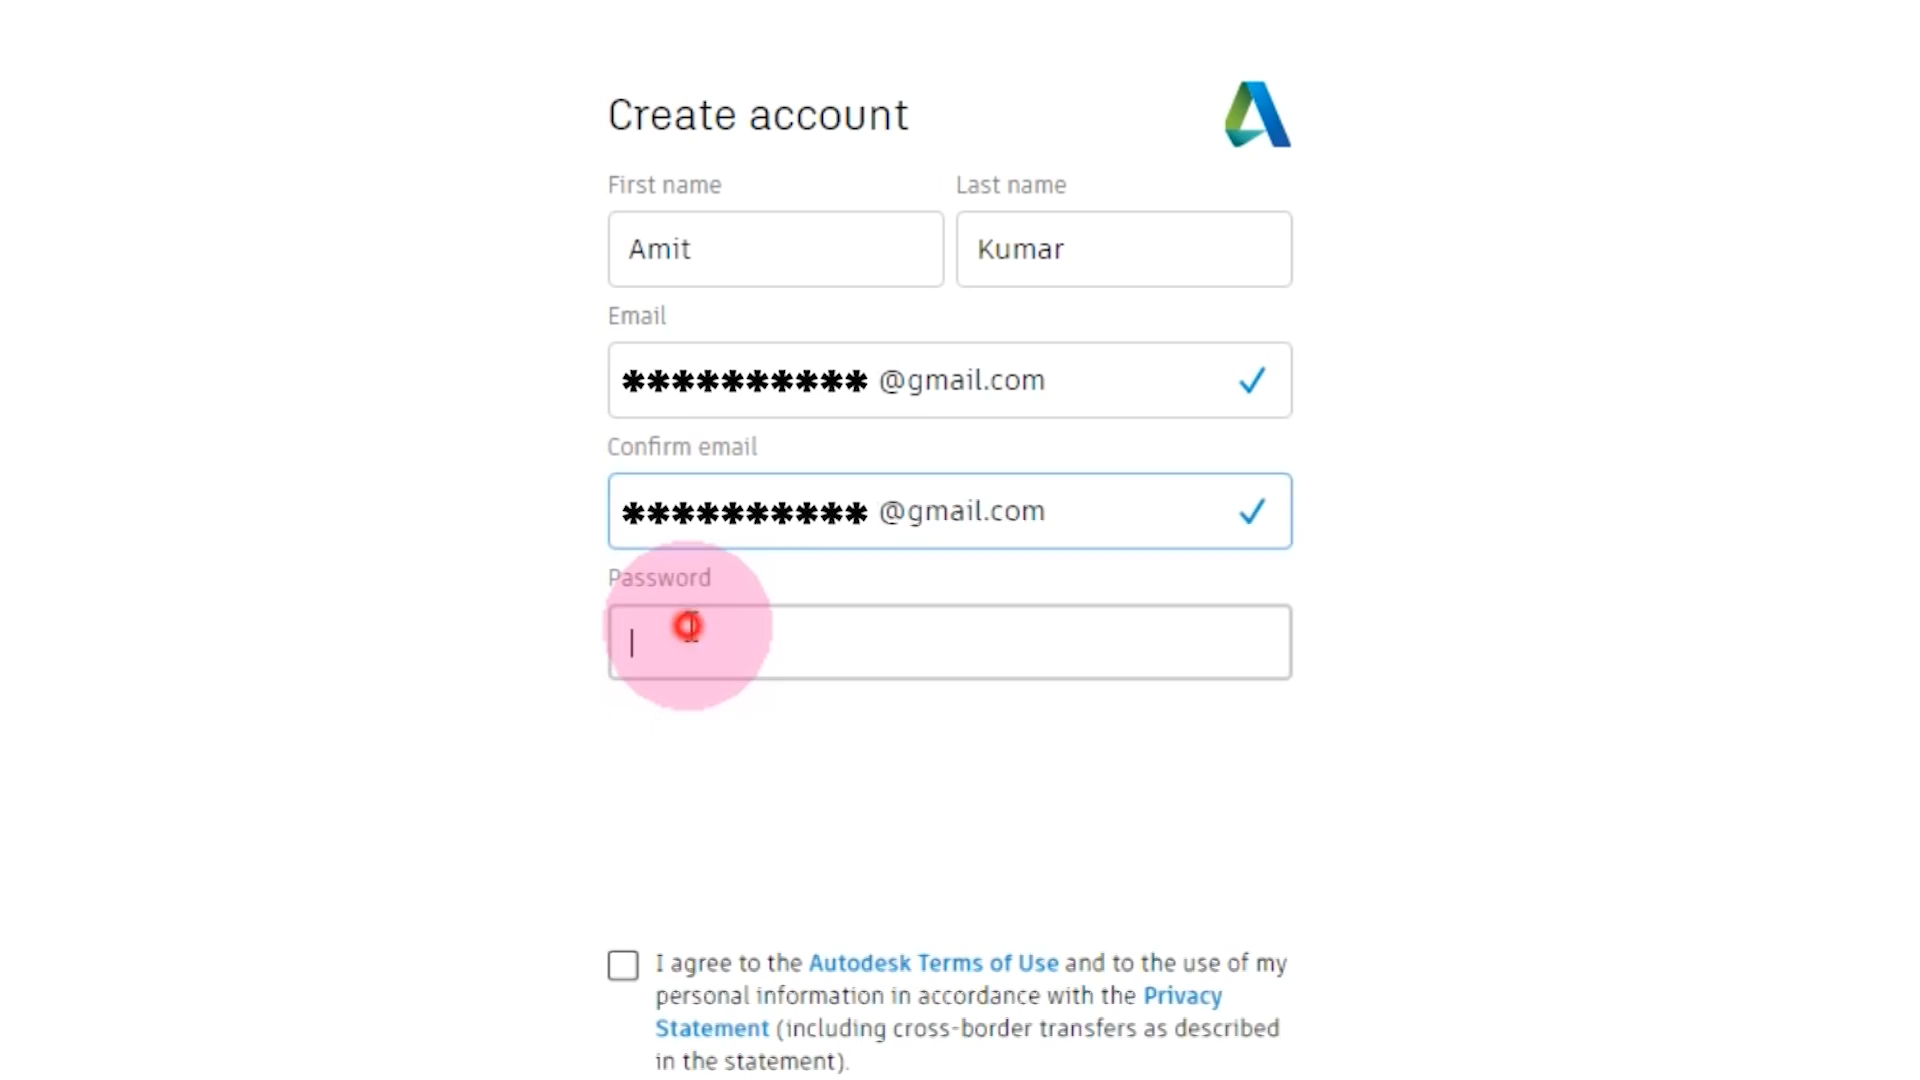 Create account
First name Last name
Amit Kumar
Email
********** @gmail.com
Confirm email
********** @gmail.com
Password
I agree to the Autodesk Terms of Use and to the use of my
personal information in accordance with the Privacy
Statement (including cross-border transfers as described
in the statement).